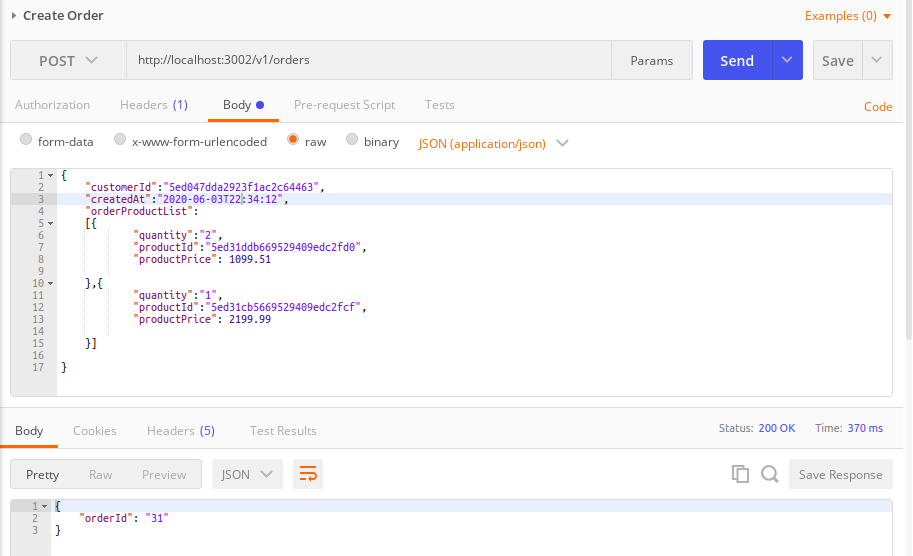 Create Order
Examples (0)
POST
http://localhost:3002/v1/orders
Params
Send
Save
Authorization
Headers (1)
Body
Pre-request Script
Tests
Code
form-data
x-www-form-urlencoded
raw
binary
JSON (application/json)
1 {
2 "customerId":"5ed047dda2923f1ac2c64463",
3 "createdAt":"2020-06-03T22:34:12",
4 "orderProductList":
5 [{
6 "quantity":"2",
7 "productId":"5ed31ddb669529409edc2fd0",
8 "productPrice": 1099.51
9
10 },{
11 "quantity":"1",
12 "productId":"5ed31cb5669529409edc2fcf",
13 "productPrice": 2199.99
14
15 }]
16
17 }
Body
Cookies
Headers (5)
Test Results
Status: 200 OK
Time: 370 ms
Pretty
Raw
Preview
JSON
Save Response
1 {
2 "orderId": "31"
3 }